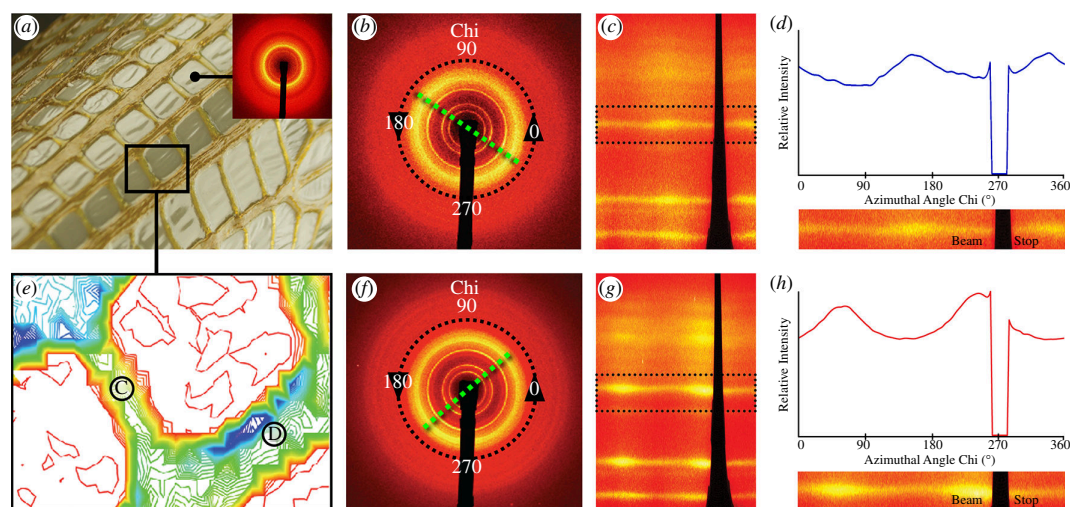 (a)
(b)
Chi
90
180
0
270
(c)
(d)
Relative Intensity
0
90
180
270
360
Azimuthal Angle Chi (°)
Beam Stop
(e)
C
D
(f)
Chi
90
180
0
270
(g)
(h)
Relative Intensity
0
90
180
270
360
Azimuthal Angle Chi (°)
Beam Stop